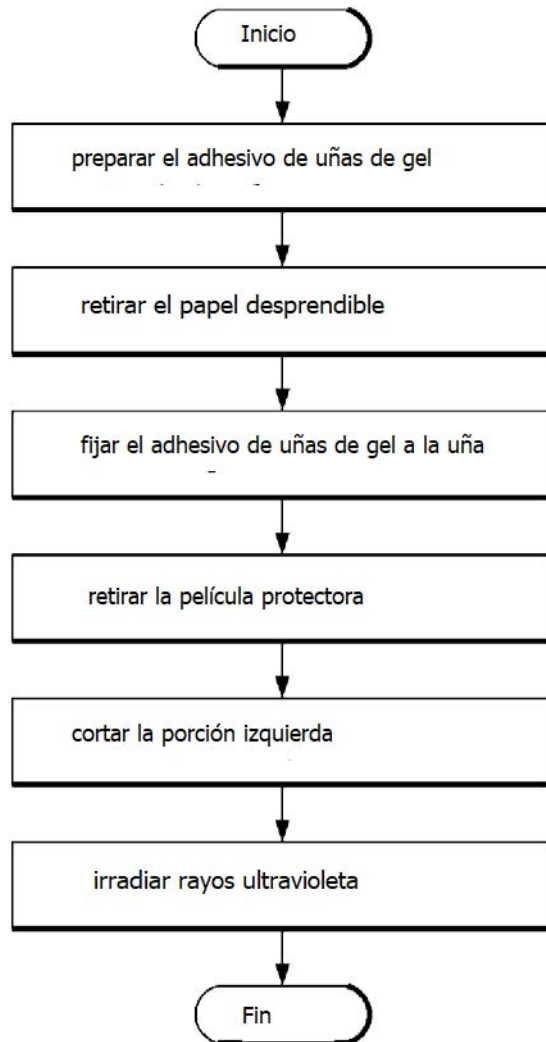 Inicio
preparar el adhesivo de uñas de gel
retirar el papel desprendible
fijar el adhesivo de uñas de gel a la uña
retirar la película protectora
cortar la porción izquierda
irradiar rayos ultravioleta
Fin